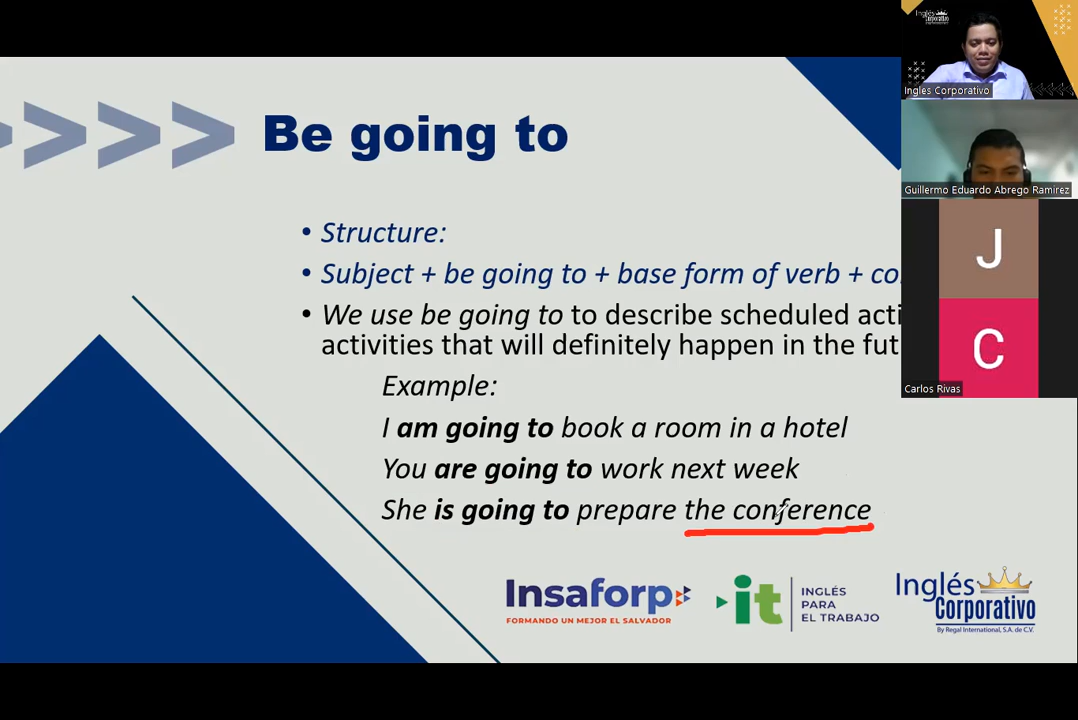 Be going to
• Structure:
• Subject + be going to + base form of verb + co
• We use be going to to describe scheduled acti
activities that will definitely happen in the fut
Example:
I am going to book a room in a hotel
You are going to work next week
She is going to prepare the conference
Insaforp
FORMANDO UN MEJOR EL SALVADOR
it
INGLÉS
PARA
EL TRABAJO
Inglés
Corporativo
By Regal International, S.A. de C.V.
Inglés
Corporativo
Ingles Corporativo
Guillermo Eduardo Abrego Ramirez
J
C
Carlos Rivas